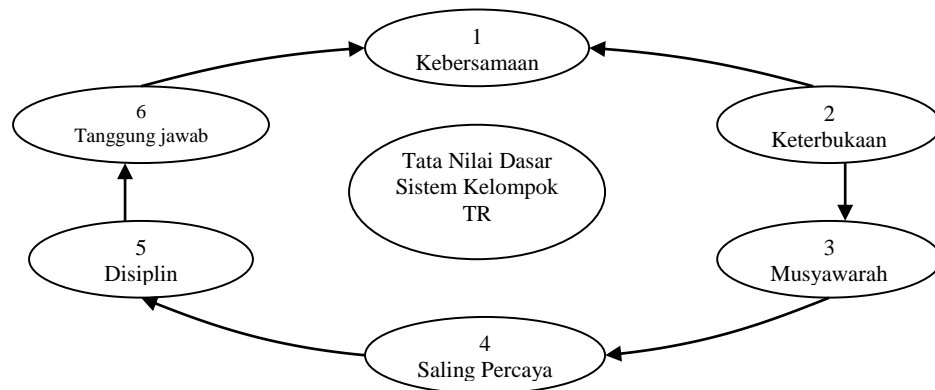 1
Kebersamaan
2
Keterbukaan
3
Musyawarah
4
Saling Percaya
5
Disiplin
6
Tanggung jawab
Tata Nilai Dasar
Sistem Kelompok
TR